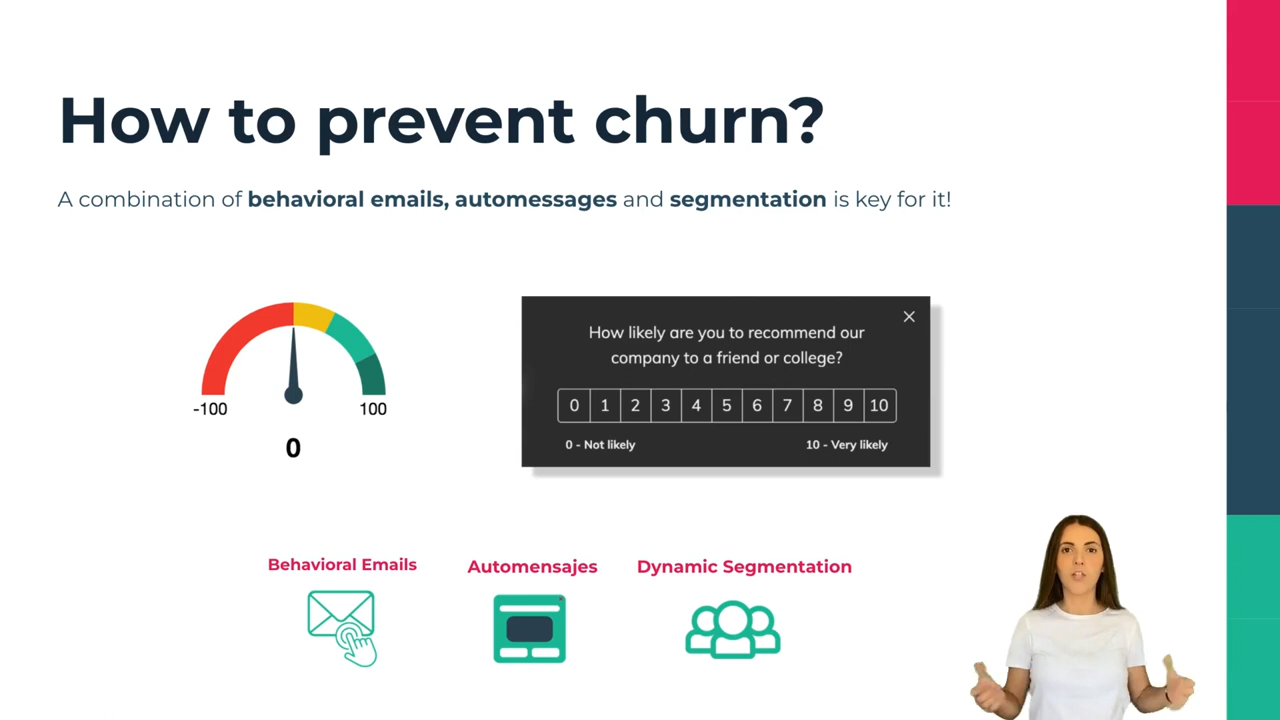 How to prevent churn?
A combination of behavioral emails, automessages and segmentation is key for it!
-100
100
0
How likely are you to recommend our
company to a friend or college?
0 1 2 3 4 5 6 7 8 9 10
0 - Not likely
10 - Very likely
Behavioral Emails
Automensajes
Dynamic Segmentation